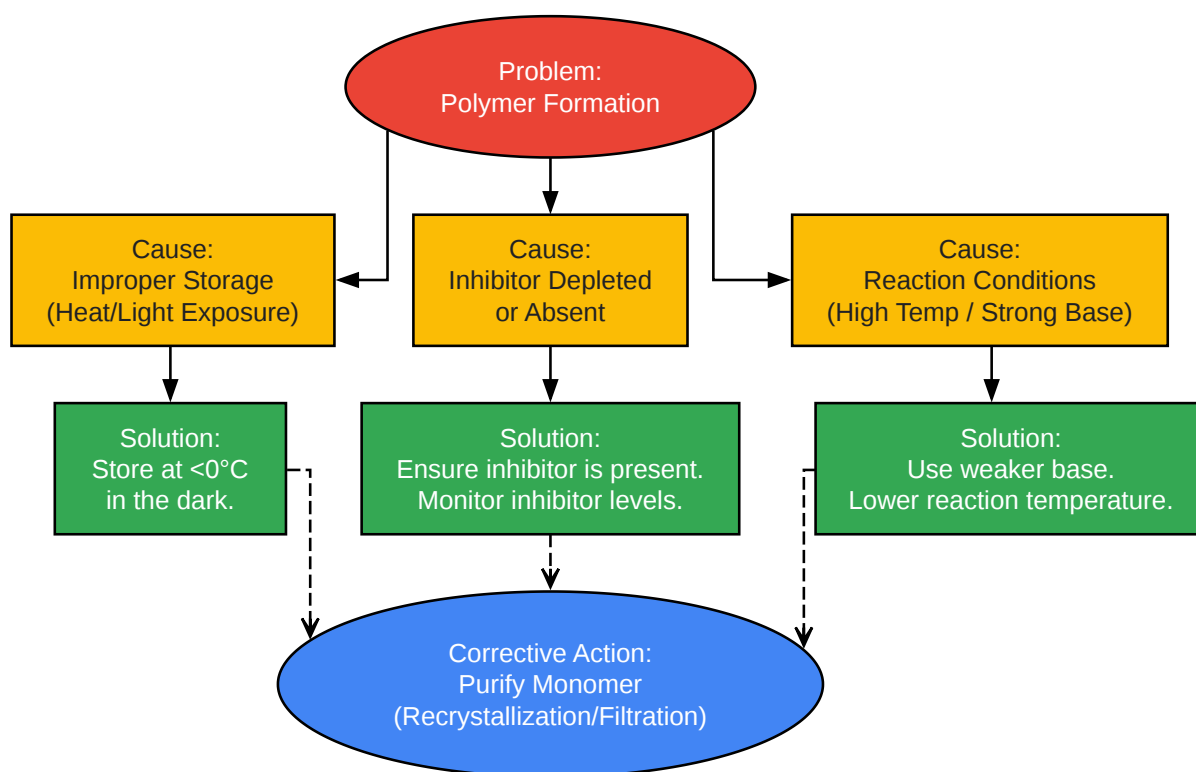 Problem:
Polymer Formation
Cause:
Improper Storage
(Heat/Light Exposure)
Cause:
Inhibitor Depleted
or Absent
Cause:
Reaction Conditions
(High Temp / Strong Base)
Solution:
Store at <0°C
in the dark.
Solution:
Ensure inhibitor is present.
Monitor inhibitor levels.
Solution:
Use weaker base.
Lower reaction temperature.
Corrective Action:
Purify Monomer
(Recrystallization/Filtration)